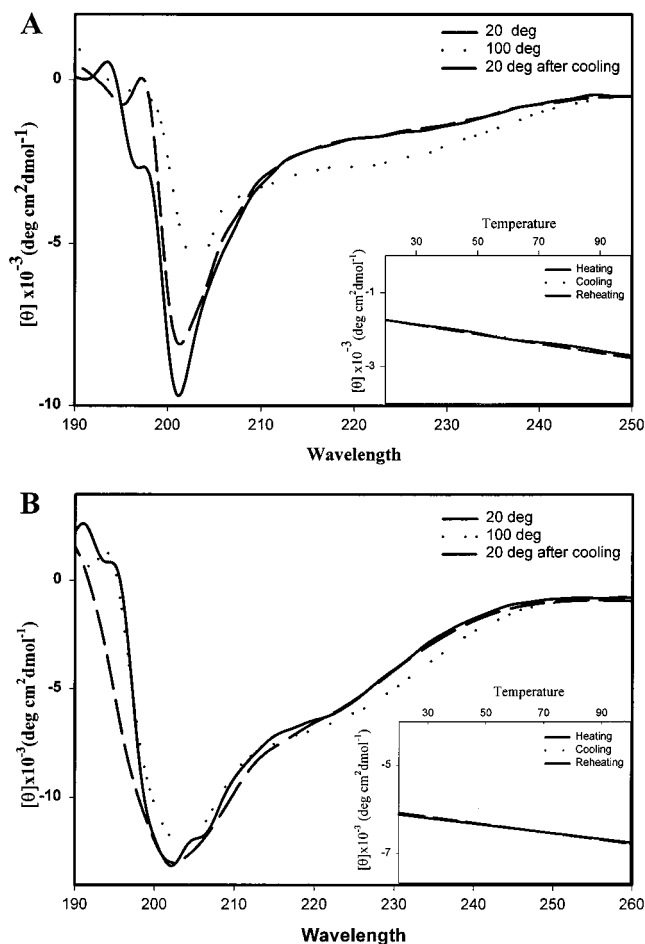 A
20 deg
100 deg
20 deg after cooling
0
-5
-10
[θ] x10⁻³ (deg cm²dmol⁻¹)
190 200 210 220 230 240 250
Wavelength
Temperature
30 50 70 90
Heating
Cooling
Reheating
-1
-3
[θ] x10⁻³ (deg cm²dmol⁻¹)
B
20 deg
100 deg
20 deg after cooling
0
-5
-10
[θ]x10⁻³(deg cm²dmol⁻¹)
190 200 210 220 230 240 250 260
Wavelength
Temperature
30 50 70 90
Heating
Cooling
Reheating
-5
-7
[θ]x10⁻³ (deg cm²dmol⁻¹)